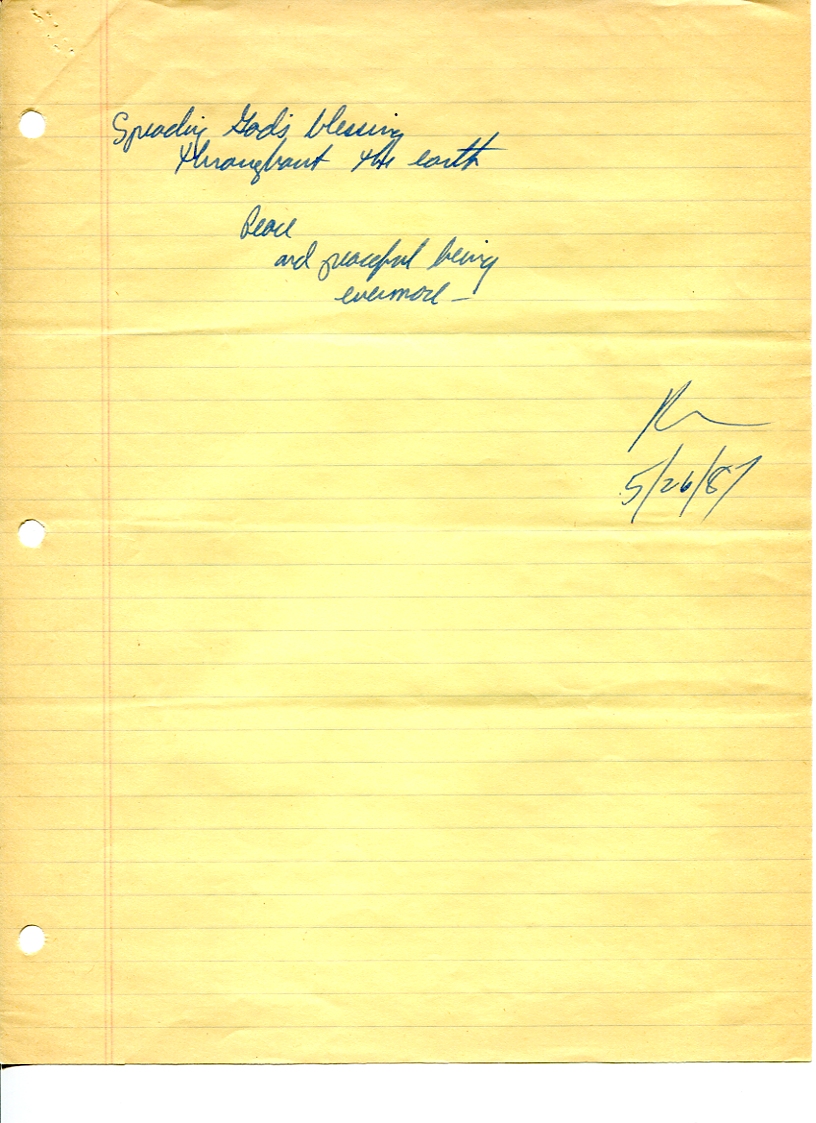 Spreading God's blessing
throughout the earth
Peace
and peaceful being
evermore –
5/26/87